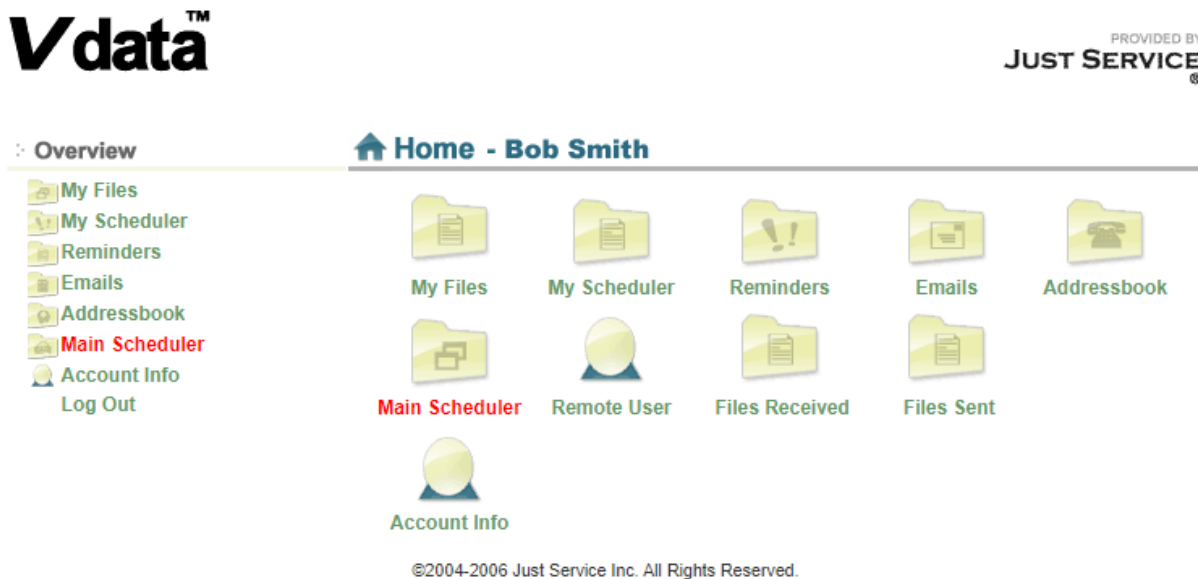 Vdata™
PROVIDED BY
JUST SERVICE
®
Overview
My Files
My Scheduler
Reminders
Emails
Addressbook
Main Scheduler
Account Info
Log Out
Home - Bob Smith
My Files My Scheduler Reminders Emails Addressbook
Main Scheduler Remote User Files Received Files Sent
Account Info
©2004-2006 Just Service Inc. All Rights Reserved.